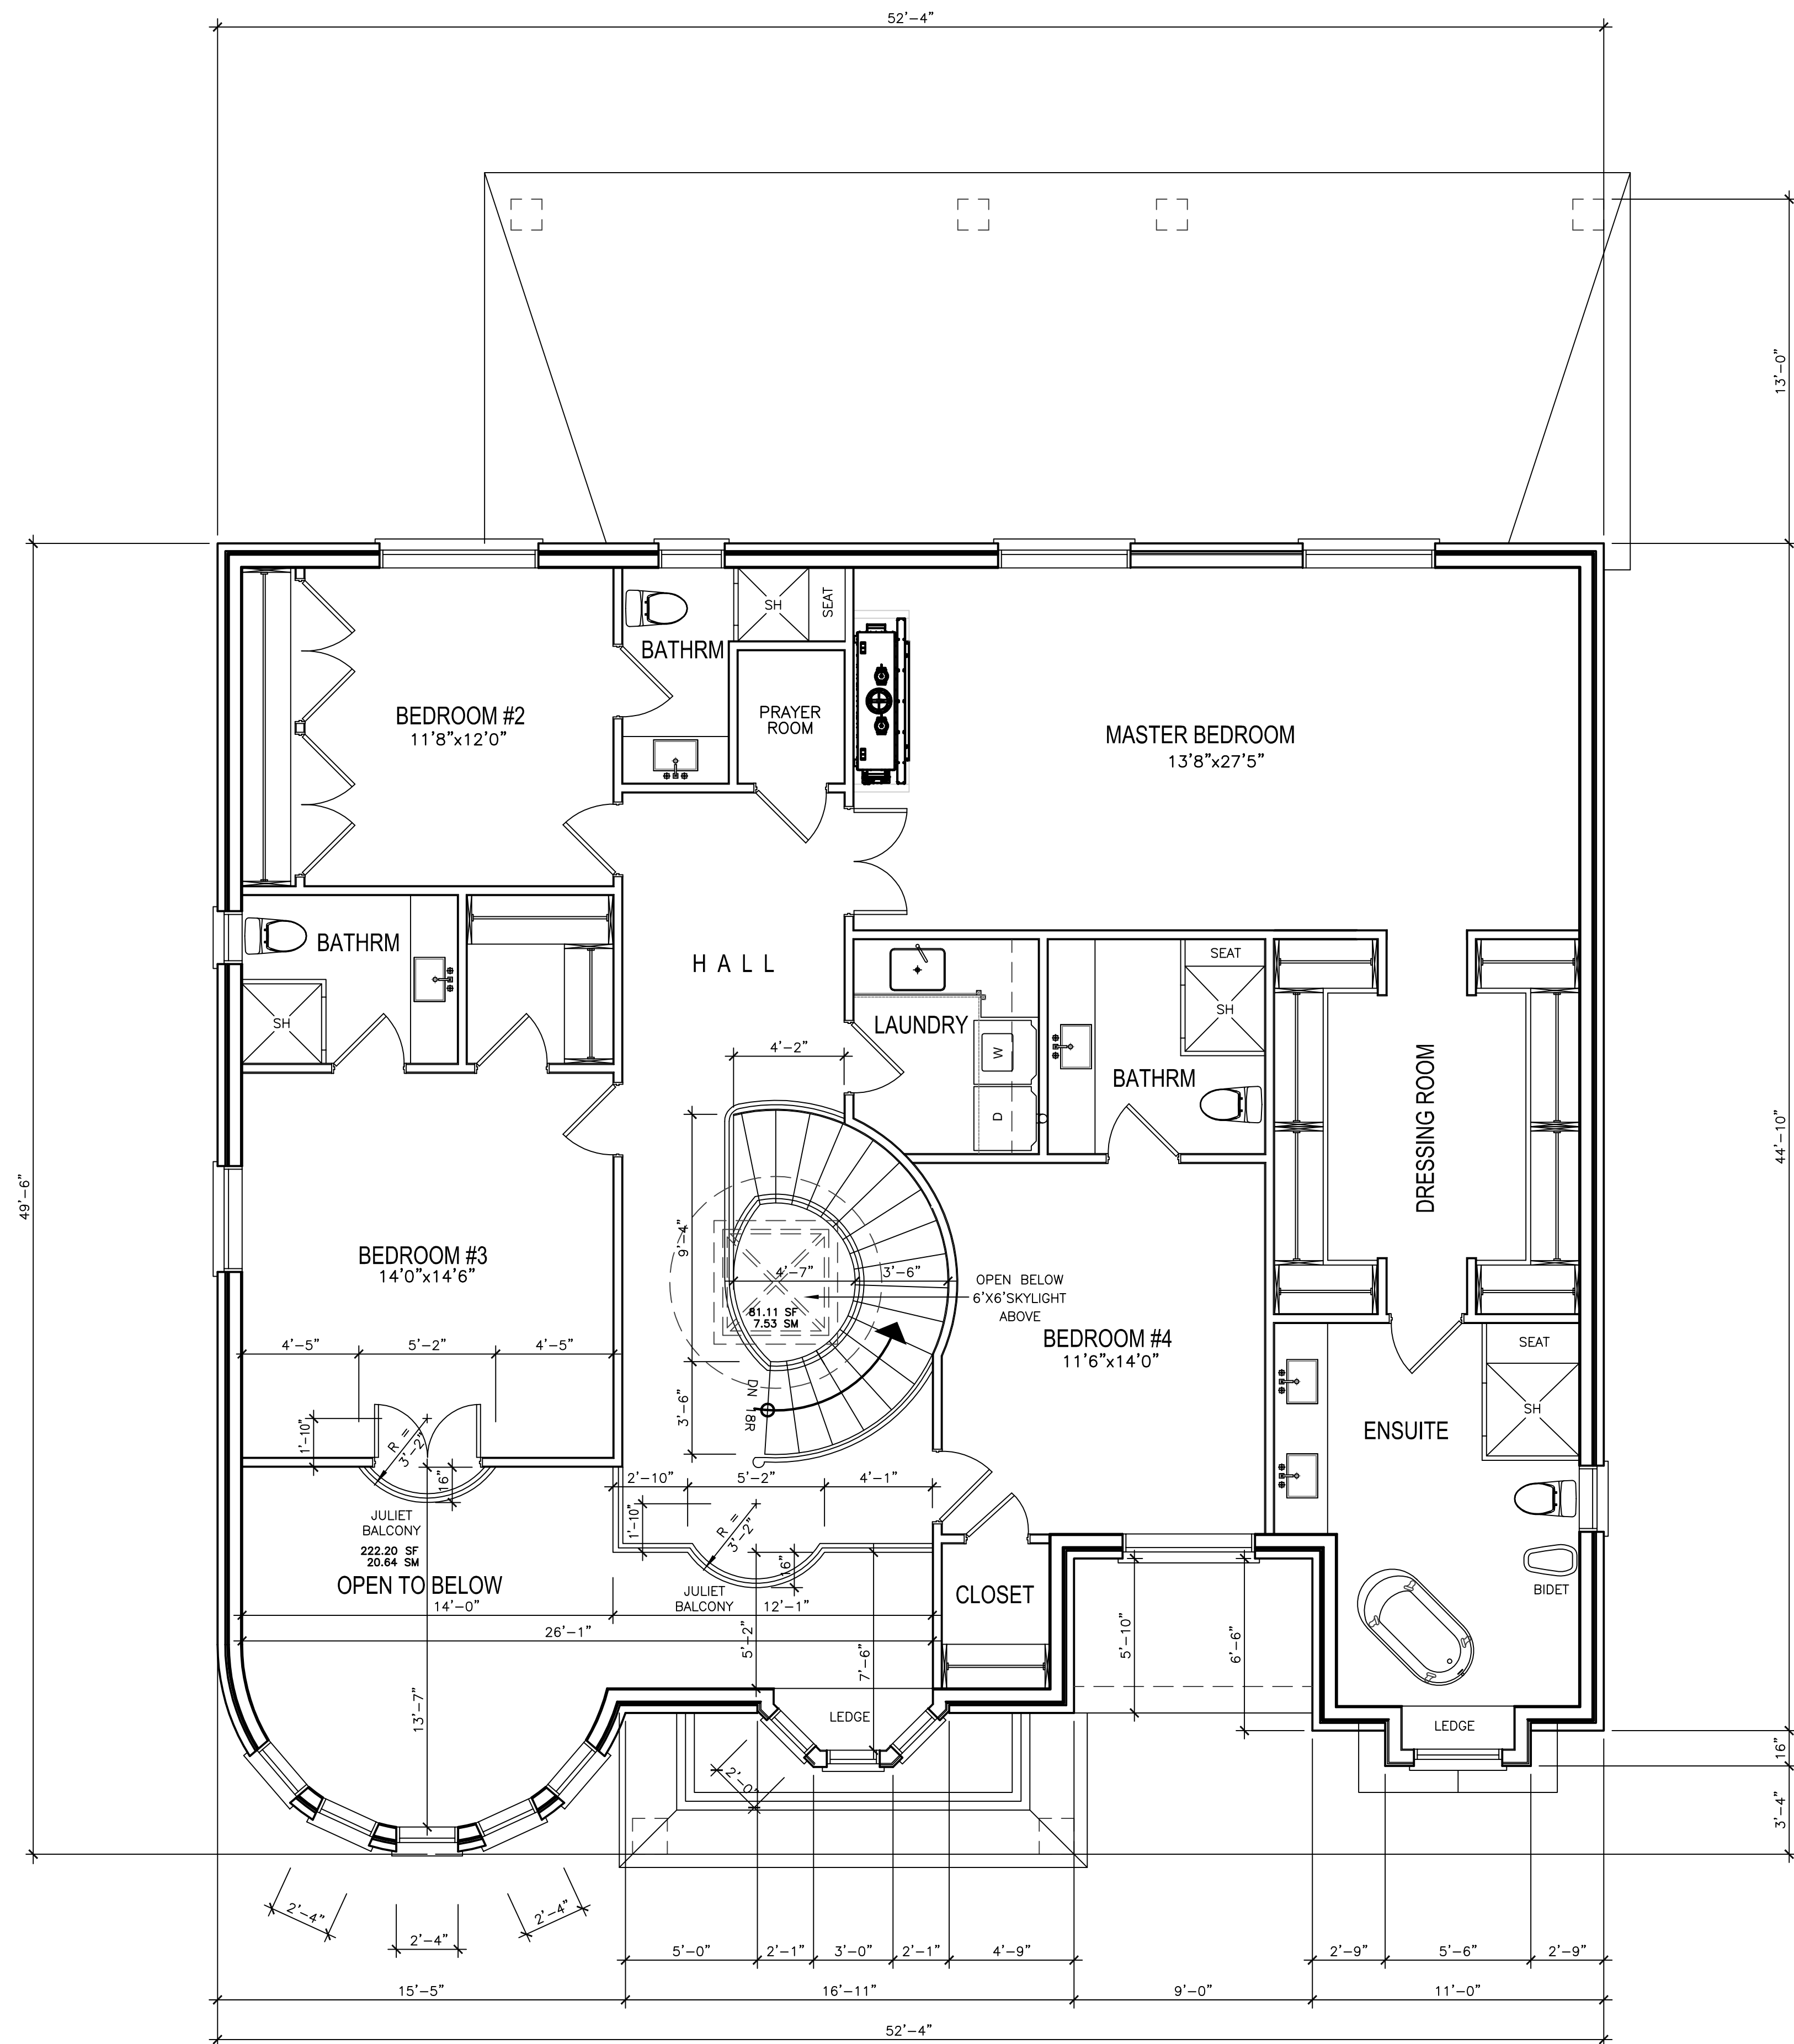 52'-4"
13'-0"
SH
SEAT
BATHRM
BEDROOM #2
11'8"x12'0"
PRAYER
ROOM
MASTER BEDROOM
13'8"x27'5"
BATHRM
SH
H A L L
LAUNDRY
W
D
SEAT
SH
BATHRM
DRESSING ROOM
4'-2"
49'-6"
44'-10"
9'-4"
BEDROOM #3
14'0"x14'6"
4'-7"
3'-6"
81.11 SF
7.53 SM
OPEN BELOW
6'X6'SKYLIGHT
ABOVE
BEDROOM #4
11'6"x14'0"
4'-5"
5'-2"
4'-5"
3'-6"
DN 18R
SEAT
SH
ENSUITE
1'-10"
R =
3'-2"
16"
2'-10"
5'-2"
4'-1"
JULIET
BALCONY
222.20 SF
20.64 SM
OPEN TO BELOW
1'-10"
R =
3'-2"
16"
JULIET
BALCONY
CLOSET
BIDET
14'-0"
12'-1"
26'-1"
5'-2"
7'-6"
5'-10"
6'-6"
13'-7"
LEDGE
LEDGE
2'-0"
16"
3'-4"
2'-4"
2'-4"
2'-4"
5'-0"
2'-1"
3'-0"
2'-1"
4'-9"
2'-9"
5'-6"
2'-9"
15'-5"
16'-11"
9'-0"
11'-0"
52'-4"